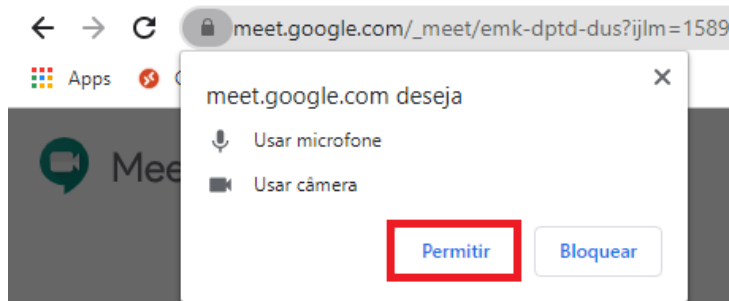 meet.google.com/_meet/emk-dptd-dus?ijlm=1589
Apps
meet.google.com deseja
Mee
Usar microfone
Usar câmera
Permitir Bloquear